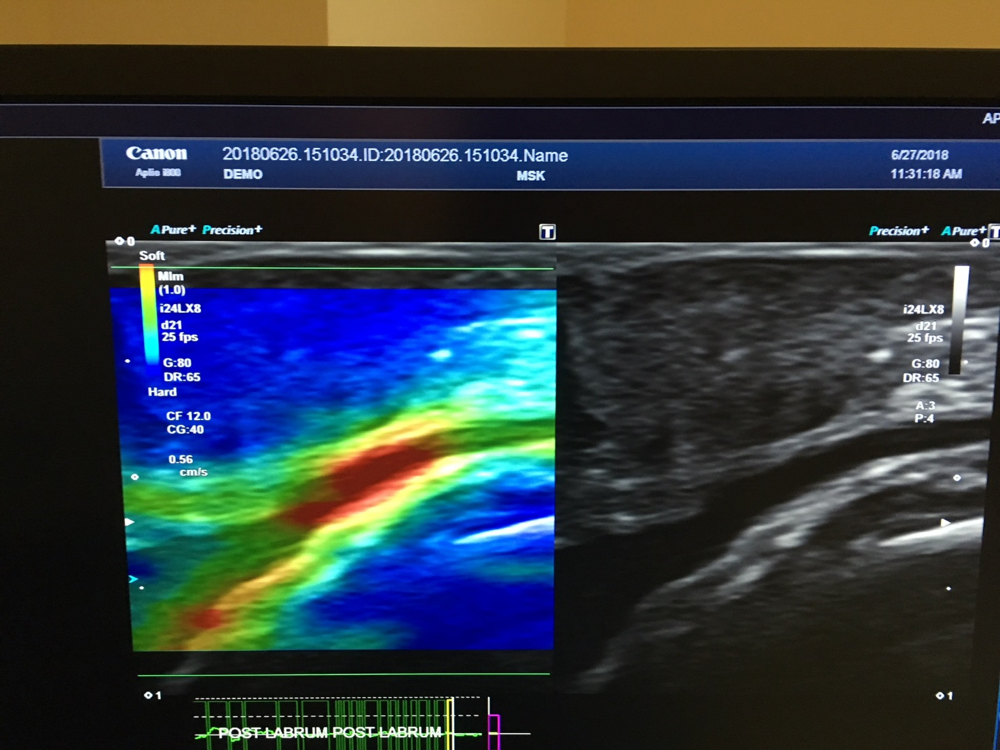 AP
Canon 20180626.151034.ID:20180626.151034.Name 6/27/2018
Aplio i800 DEMO MSK 11:31:18 AM
APure+ Precision+ T Precision+ APure+ T
0 0
Soft
MIm
(1.0)
i24LX8 i24LX8
d21 d21
25 fps 25 fps
G:80 G:80
DR:65 DR:65
Hard
A:3
CF 12.0 P:4
CG:40
0.56
cm/s
1 1
POST LABRUM POST LABRUM